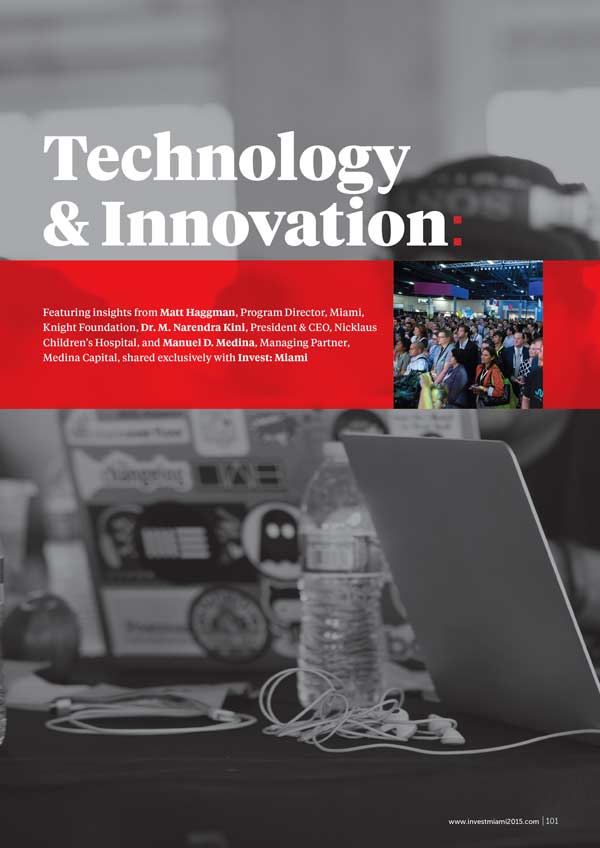 Technology
& Innovation:
Featuring insights from Matt Haggman, Program Director, Miami,
Knight Foundation, Dr. M. Narendra Kini, President & CEO, Nicklaus
Children's Hospital, and Manuel D. Medina, Managing Partner,
Medina Capital, shared exclusively with Invest: Miami
changelog
www.investmiami2015.com | 101